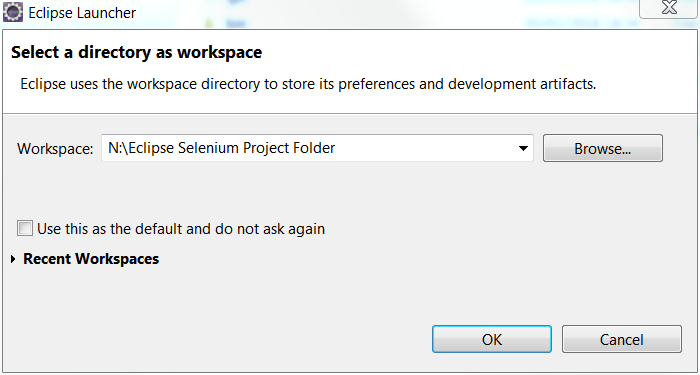 Eclipse Launcher
Select a directory as workspace
Eclipse uses the workspace directory to store its preferences and development artifacts.
Workspace: N:\Eclipse Selenium Project Folder Browse...
Use this as the default and do not ask again
Recent Workspaces
OK Cancel